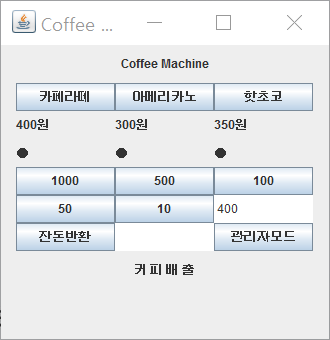 Coffee ...
Coffee Machine
카페라떼 아메리카노 핫초코
400원 300원 350원
1000 500 100
50 10 400
잔돈반환 관리자모드
커 피 배 출